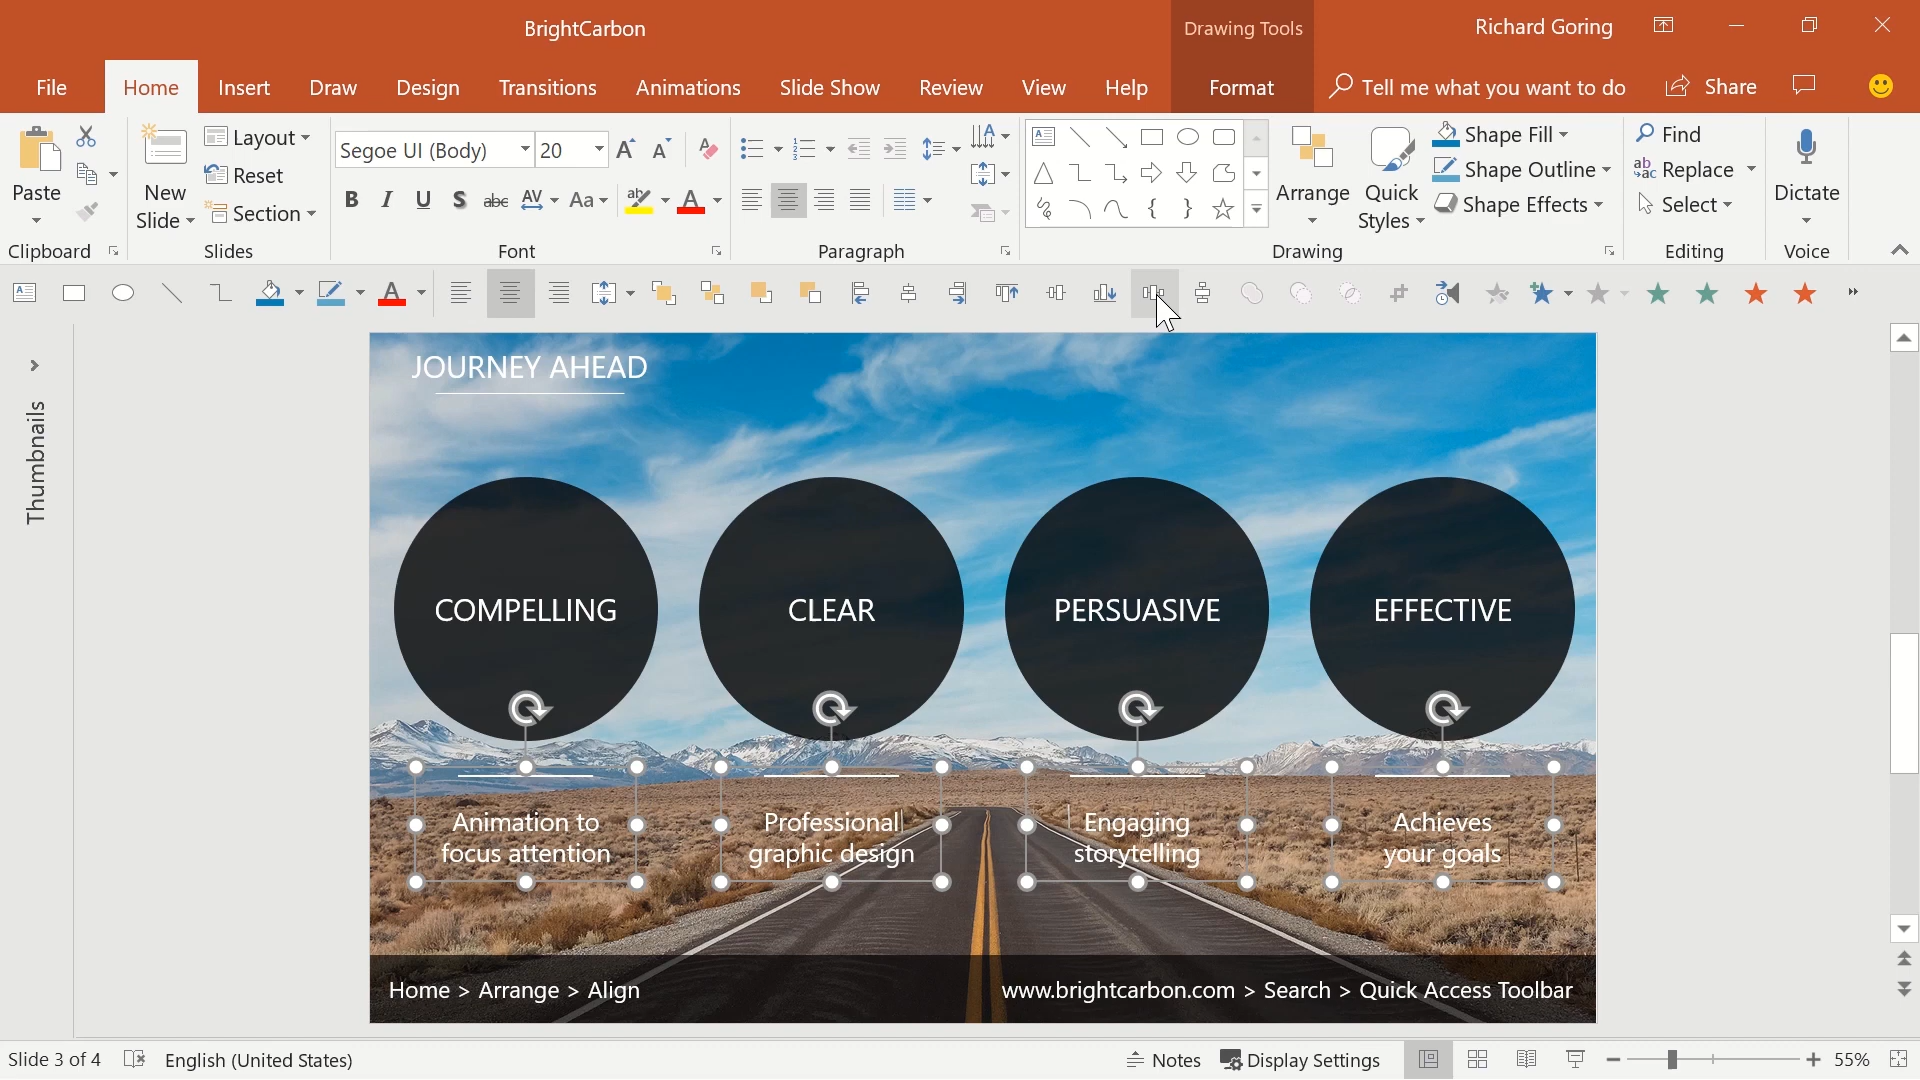 BrightCarbon
Drawing Tools
Richard Goring
File
Home
Insert
Draw
Design
Transitions
Animations
Slide Show
Review
View
Help
Format
Tell me what you want to do
Share
Paste
New
Slide
Layout
Reset
Section
Segoe UI (Body)
20
B I U S abc AV Aa
Arrange
Quick
Styles
Shape Fill
Shape Outline
Shape Effects
Find
Replace
Select
Dictate
Clipboard
Slides
Font
Paragraph
Drawing
Editing
Voice
Thumbnails
JOURNEY AHEAD
COMPELLING
CLEAR
PERSUASIVE
EFFECTIVE
Animation to
focus attention
Professional
graphic design
Engaging
storytelling
Achieves
your goals
Home > Arrange > Align
www.brightcarbon.com > Search > Quick Access Toolbar
Slide 3 of 4
English (United States)
Notes
Display Settings
55%